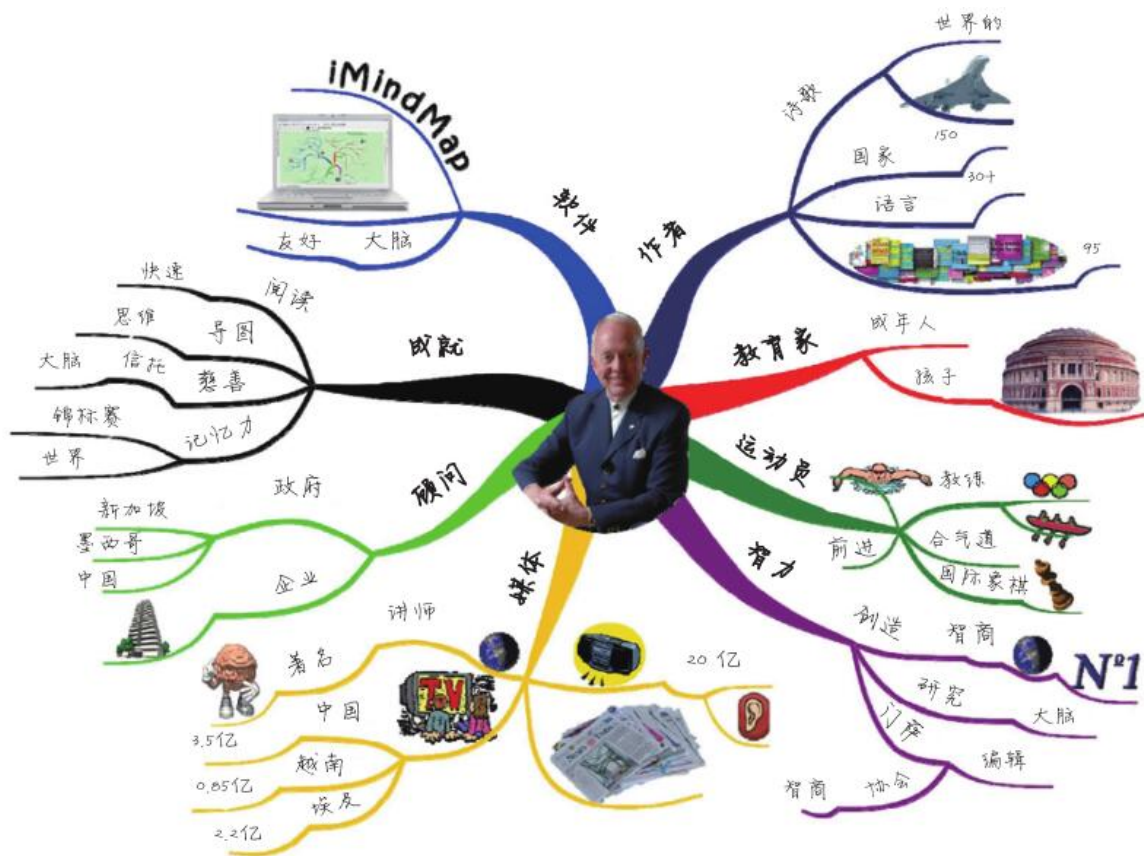 iMindMap
软件
友好 大脑
作者
诗歌
世界的
150
国家
30+
语言
95
教育家
成年人
孩子
运动员
教练
合气道
国际象棋
前进
智力
创造 智商
Nº1
研究
大脑
门萨
编辑
智商 协会
媒体
讲师
著名
20亿
TV
中国
3.5亿
越南
0.85亿
埃及
2.2亿
顾问
政府
新加坡
墨西哥
中国
企业
成就
阅读
快速
思维 导图
大脑 信托 慈善
锦标赛
记忆力
世界